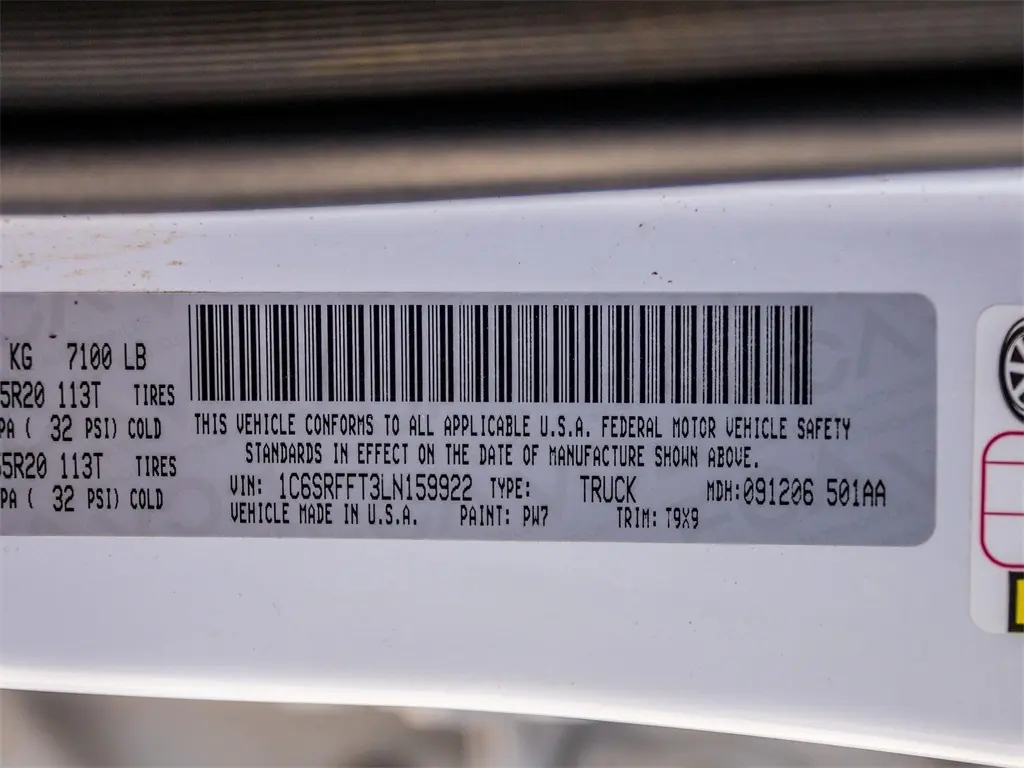 KG 7100 LB
5R20 113T TIRES
PA ( 32 PSI) COLD
55R20 113T TIRES
PA ( 32 PSI) COLD
THIS VEHICLE CONFORMS TO ALL APPLICABLE U.S.A. FEDERAL MOTOR VEHICLE SAFETY
STANDARDS IN EFFECT ON THE DATE OF MANUFACTURE SHOWN ABOVE.
VIN: 1C6SRFFT3LN159922 TYPE: TRUCK MDH:091206 501AA
VEHICLE MADE IN U.S.A. PAINT: PW7 TRIM: T9X9